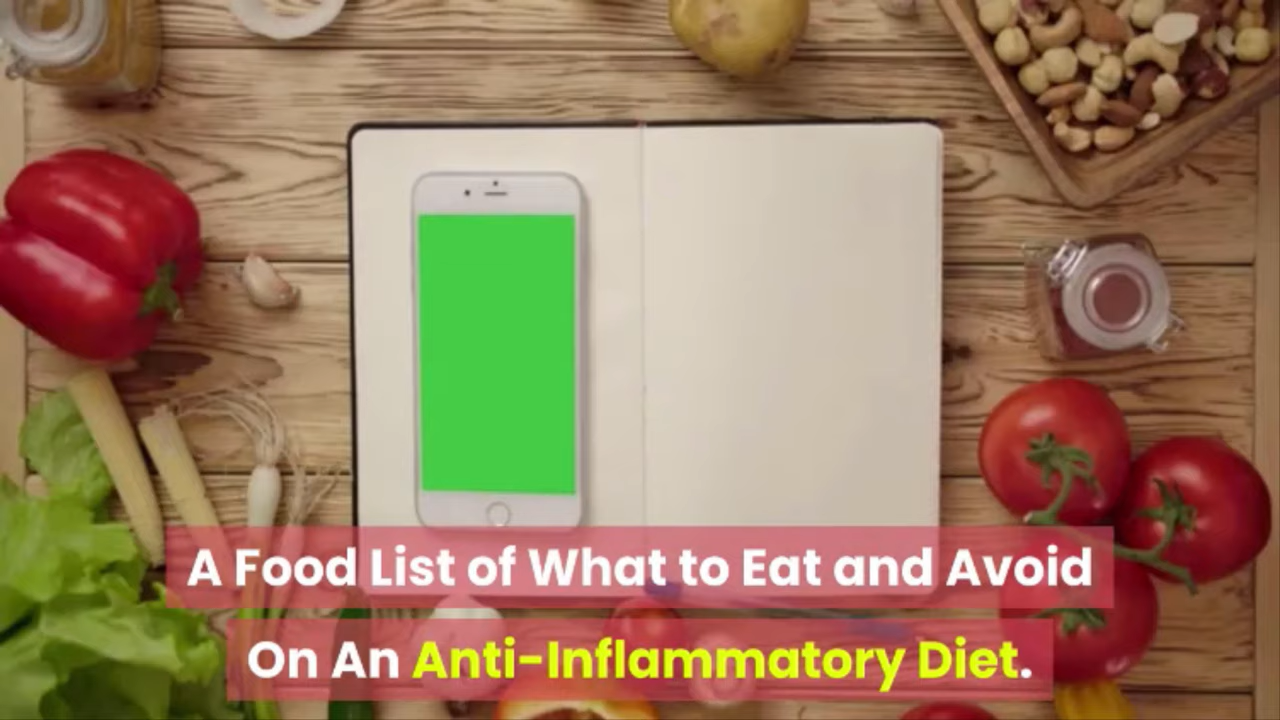 A Food List of What to Eat and Avoid
On An Anti-Inflammatory Diet.